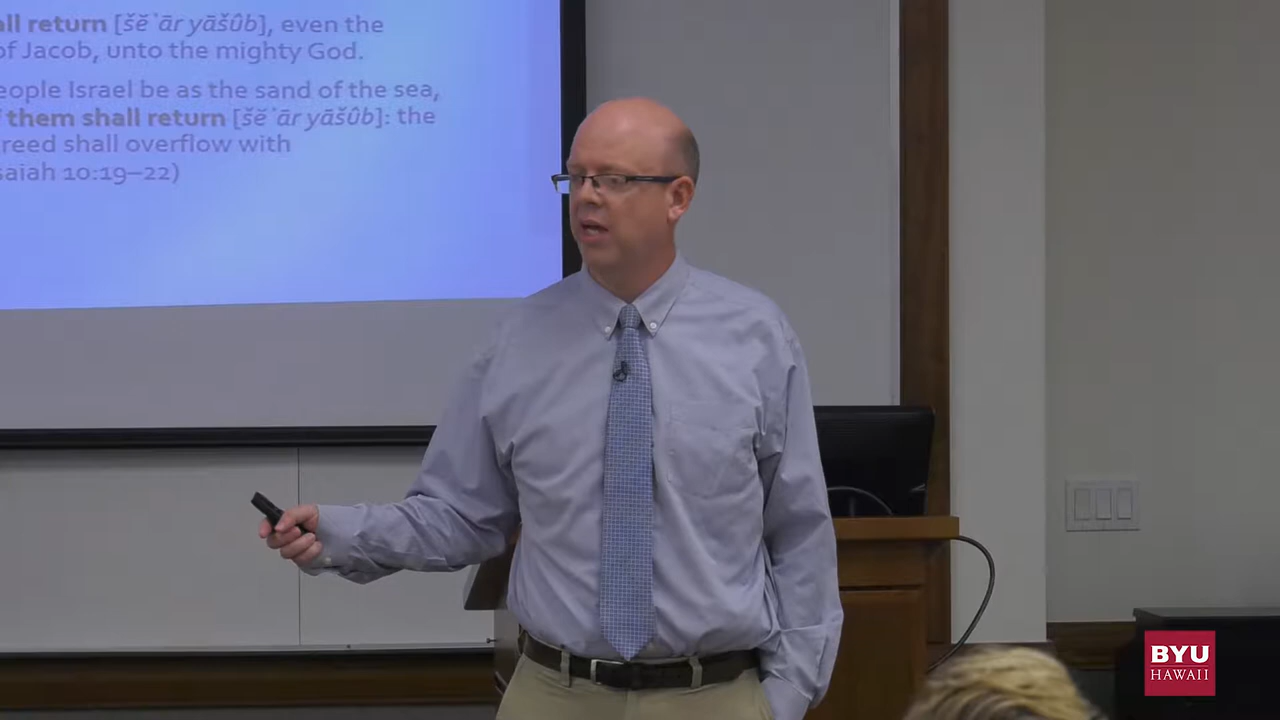 all return [šĕʾār yāšûb], even the
of Jacob, unto the mighty God.
eople Israel be as the sand of the sea,
f them shall return [šĕʾār yāšûb]: the
reed shall overflow with
saiah 10:19–22)
BYU
HAWAII